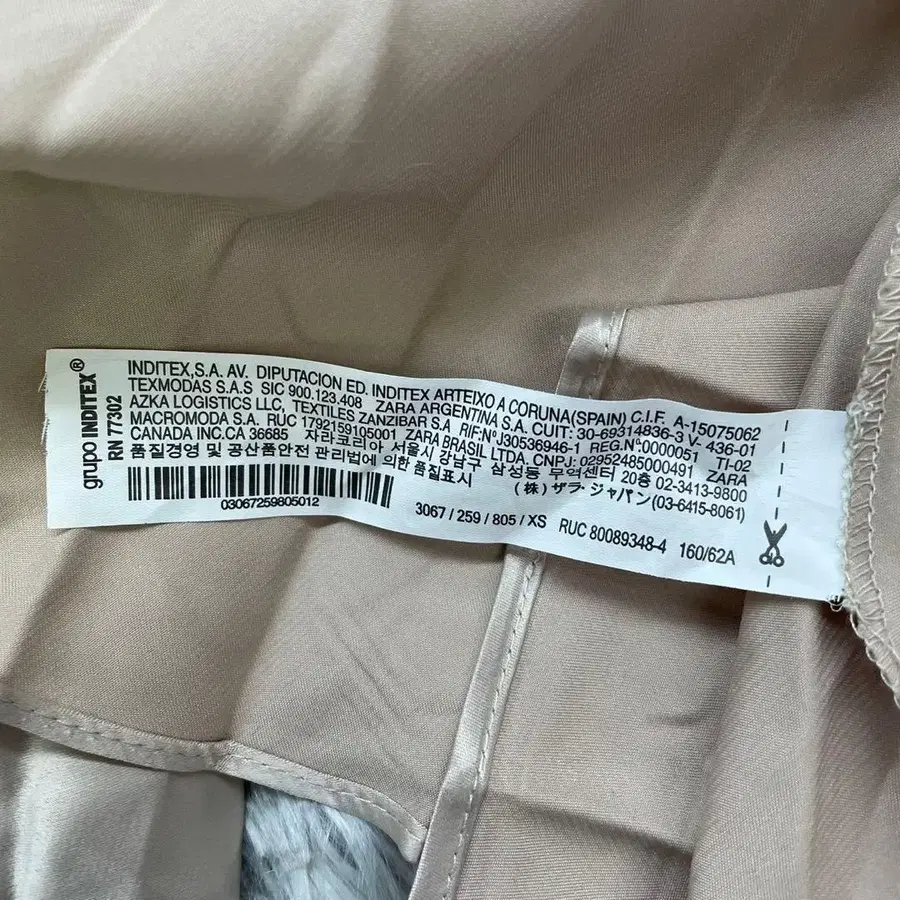 grupo INDITEX®
RN 77302
INDITEX,S.A. AV. DIPUTACION ED. INDITEX ARTEIXO A CORUNA(SPAIN) C.I.F. A-15075062
TEXMODAS S.A.S SIC 900.123.408 ZARA ARGENTINA S.A. CUIT: 30-69314836-3 V- 436-01
AZKA LOGISTICS LLC, TEXTILES ZANZIBAR S.A RIF:Nº J30536946-1 REG.N°0000051 TI-02
MACROMODA S.A. RUC 1792159105001 ZARA BRASIL LTDA. CNPJ: 02952485000491 ZARA
CANADA INC.CA 36685 자라코리아 서울시 강남구 삼성동 무역센터 20층 02-3413-9800
품질경영 및 공산품안전 관리법에 의한 품질표시 (株) ザラ・ジャパン(03-6415-8061)
03067259805012
3067 / 259 / 805 / XS RUC 80089348-4 160/62A